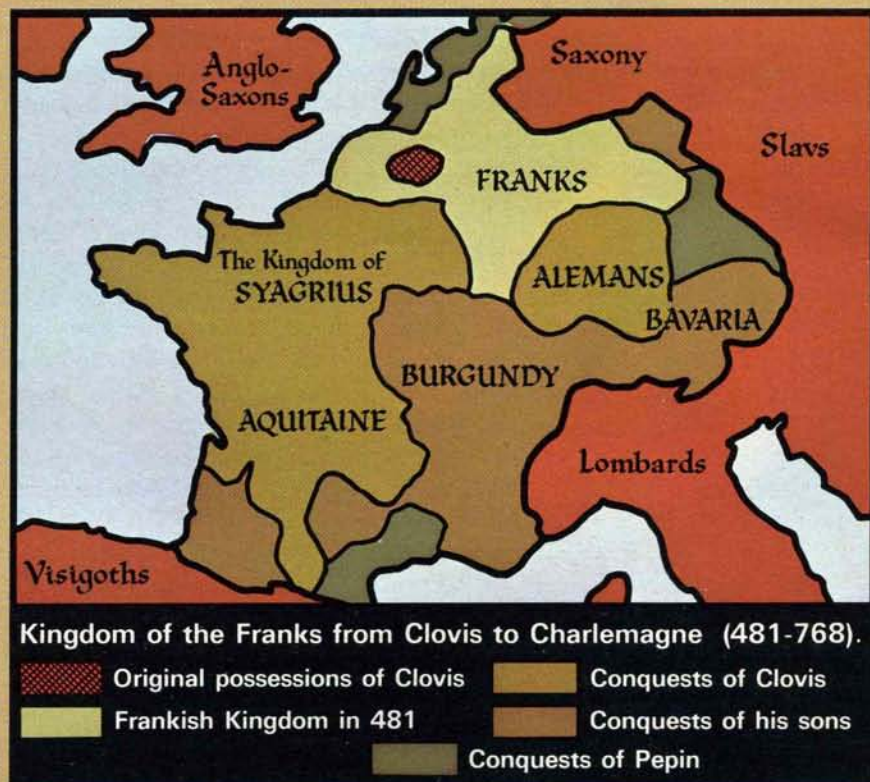 Anglo-
Saxons
Saxony
Slavs
FRANKS
The Kingdom of
SYAGRIUS
ALEMANS
BAVARIA
BURGUNDY
AQUITAINE
Lombards
Visigoths
Kingdom of the Franks from Clovis to Charlemagne (481-768).
Original possessions of Clovis
Conquests of Clovis
Frankish Kingdom in 481
Conquests of his sons
Conquests of Pepin